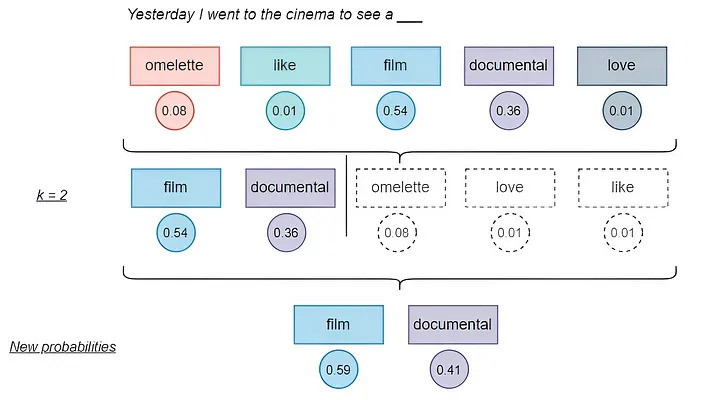 Yesterday I went to the cinema to see a ___
omelette like film documental love
0.08 0.01 0.54 0.36 0.01
k = 2
film documental omelette love like
0.54 0.36 0.08 0.01 0.01
New probabilities
film documental
0.59 0.41